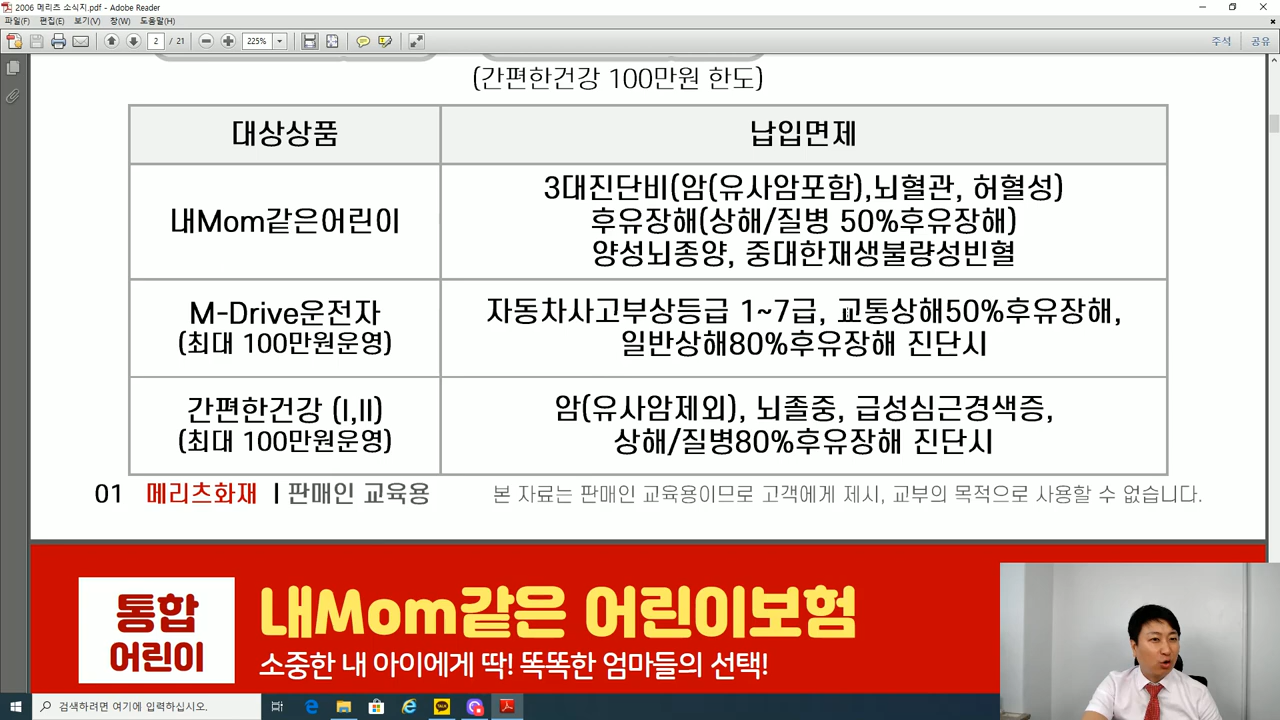 2006 메리츠 소식지.pdf - Adobe Reader
파일(F) 편집(E) 보기(V) 창(W) 도움말(H)
2 / 21 225% 주석 공유
(간편한건강 100만원 한도)
대상상품 납입면제
내Mom같은어린이
3대진단비(암(유사암포함),뇌혈관, 허혈성)
후유장해(상해/질병 50%후유장해)
양성뇌종양, 중대한재생불량성빈혈
M-Drive운전자
(최대 100만원운영)
자동차사고부상등급 1~7급, 교통상해50%후유장해,
일반상해80%후유장해 진단시
간편한건강 (I,II)
(최대 100만원운영)
암(유사암제외), 뇌졸중, 급성심근경색증,
상해/질병80%후유장해 진단시
01 메리츠화재 | 판매인 교육용 본 자료는 판매인 교육용이므로 고객에게 제시, 교부의 목적으로 사용할 수 없습니다.
통합
어린이
내Mom같은 어린이보험
소중한 내 아이에게 딱! 똑똑한 엄마들의 선택!
검색하려면 여기에 입력하십시오.